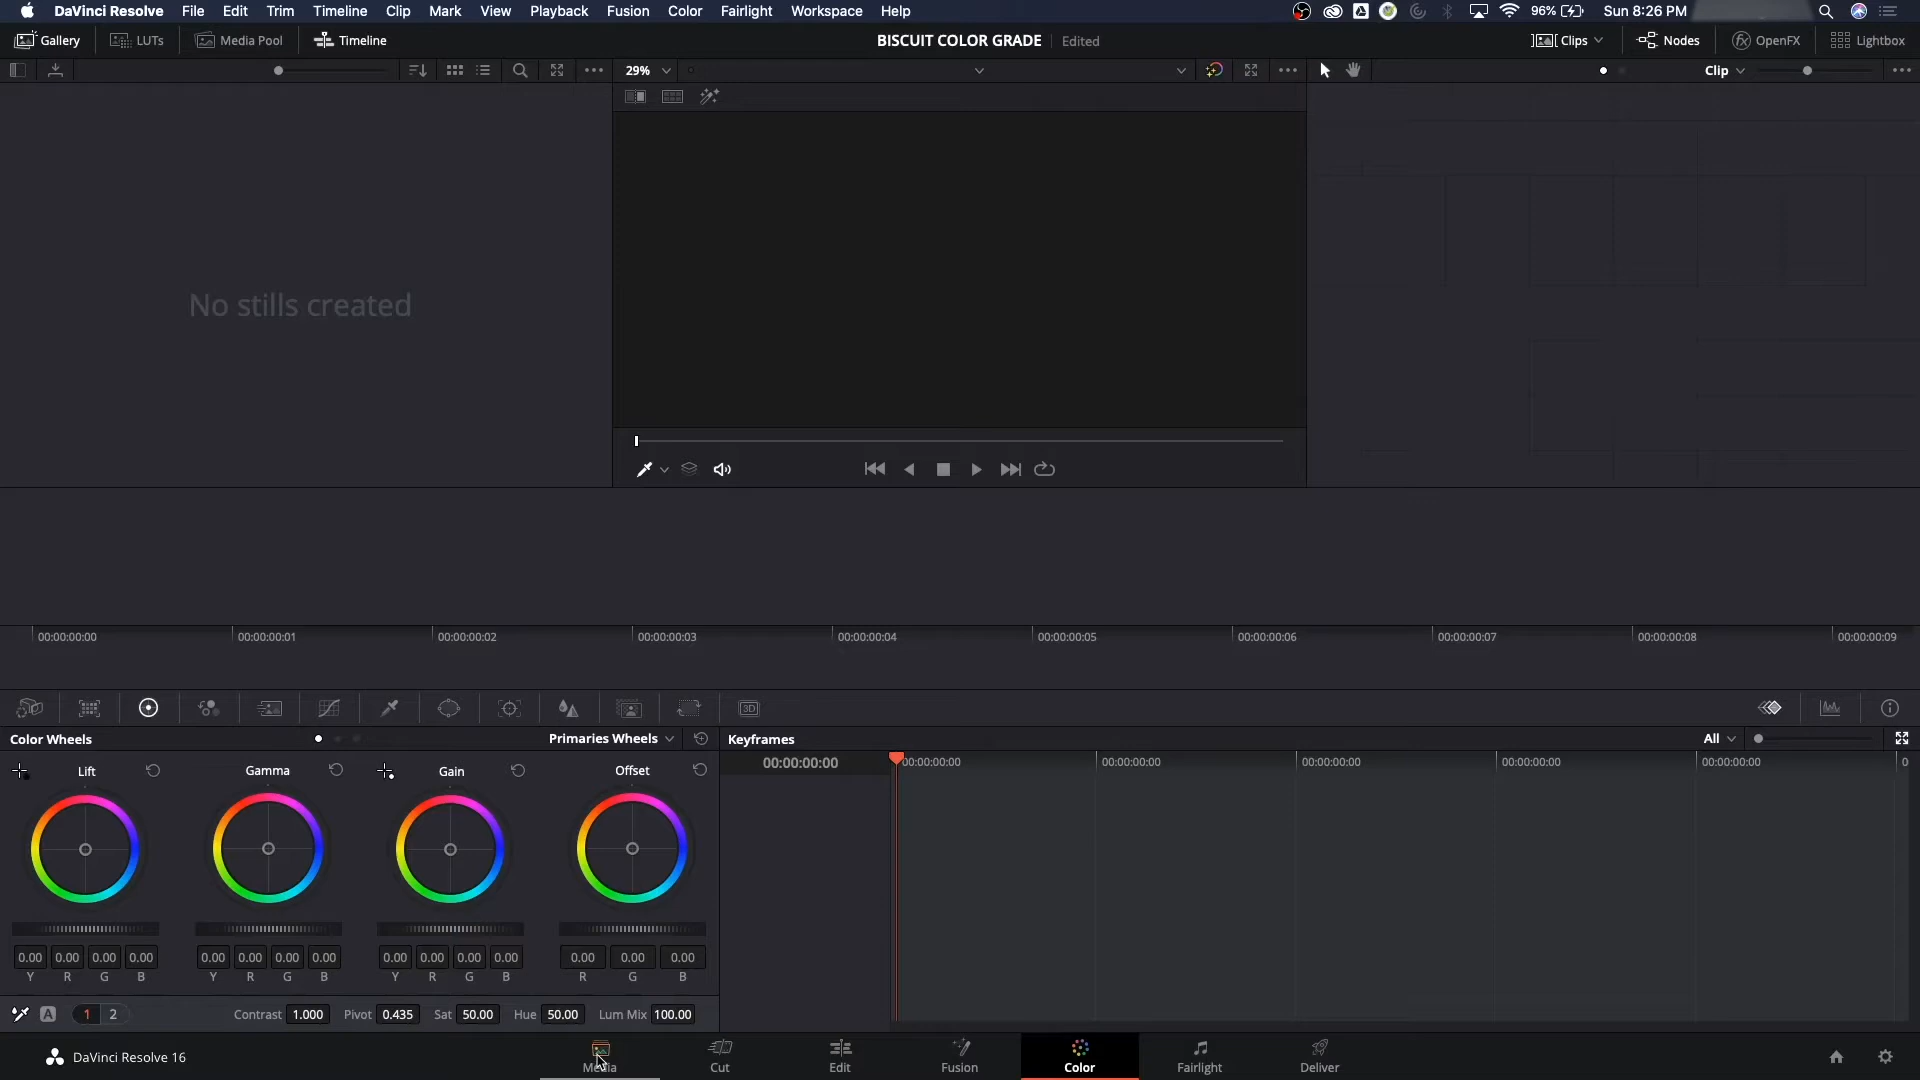 DaVinci Resolve File Edit Trim Timeline Clip Mark View Playback Fusion Color Fairlight Workspace Help 96% Sun 8:26 PM
Gallery LUTs Media Pool Timeline BISCUIT COLOR GRADE Edited Clips Nodes OpenFX Lightbox
29% Clip
No stills created
00:00:00:00 00:00:00:01 00:00:00:02 00:00:00:03 00:00:00:04 00:00:00:05 00:00:00:06 00:00:00:07 00:00:00:08 00:00:00:09
3D
Color Wheels Primaries Wheels Keyframes All
00:00:00:00 00:00:00:00 00:00:00:00 00:00:00:00 00:00:00:00 00:00:00:00 0
Lift Gamma Gain Offset
0.00 0.00 0.00 0.00 0.00 0.00 0.00 0.00 0.00 0.00 0.00 0.00 0.00 0.00 0.00
Y R G B Y R G B Y R G B R G B
A 1 2 Contrast 1.000 Pivot 0.435 Sat 50.00 Hue 50.00 Lum Mix 100.00
DaVinci Resolve 16 Media Cut Edit Fusion Color Fairlight Deliver